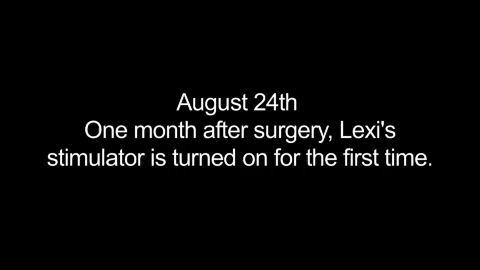 August 24th
One month after surgery, Lexi's
stimulator is turned on for the first time.